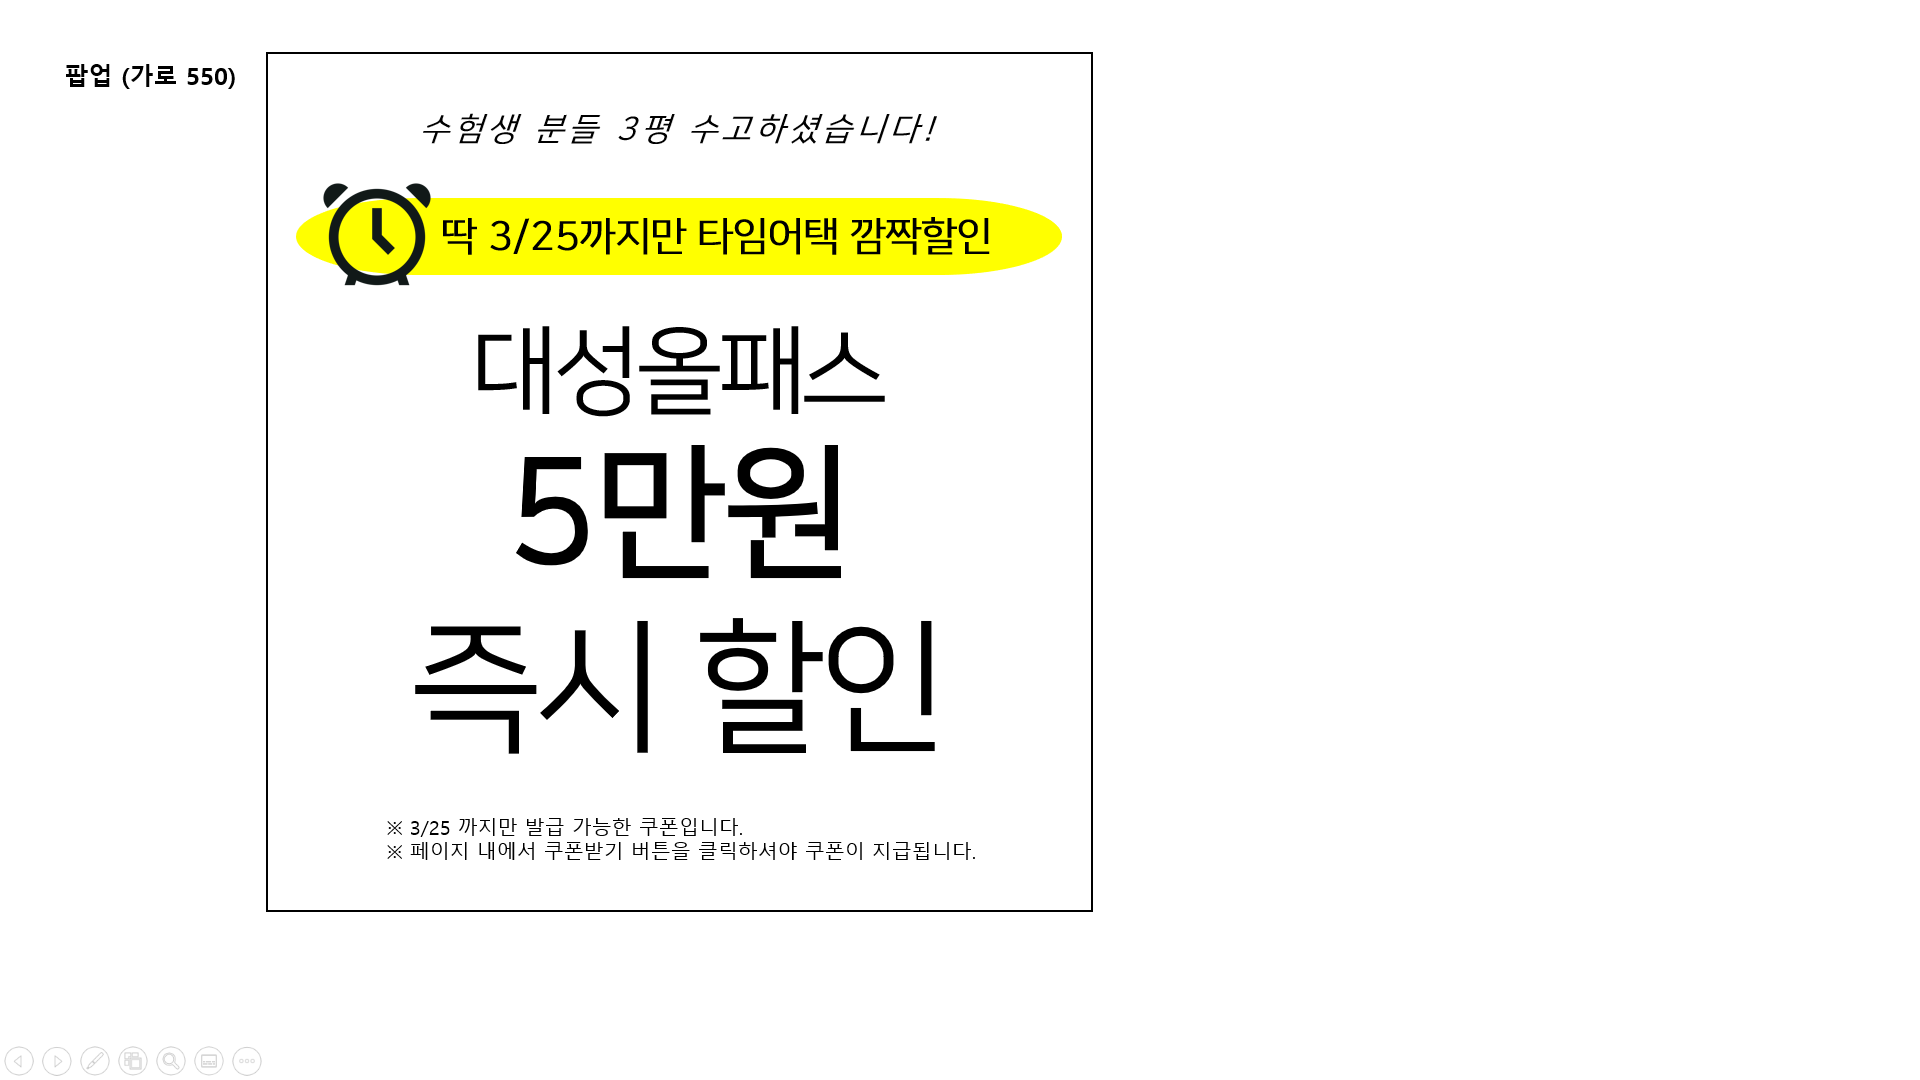 팝업 (가로 550)
수험생 분들 3평 수고하셨습니다!
딱 3/25까지만 타임어택 깜짝할인
대성올패스
5만원
즉시 할인
※ 3/25 까지만 발급 가능한 쿠폰입니다.
※ 페이지 내에서 쿠폰받기 버튼을 클릭하셔야 쿠폰이 지급됩니다.